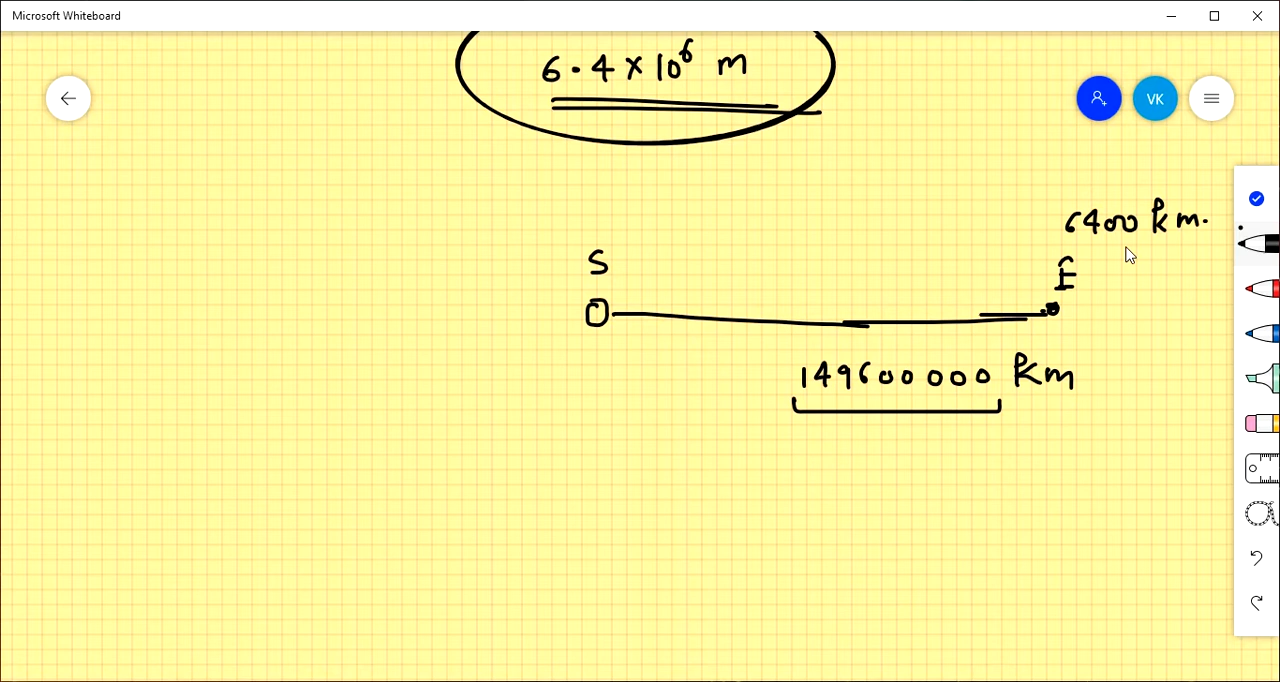 Microsoft Whiteboard
6.4 × 10⁶ m
VK
6400 km.
S
E
149600000 Km